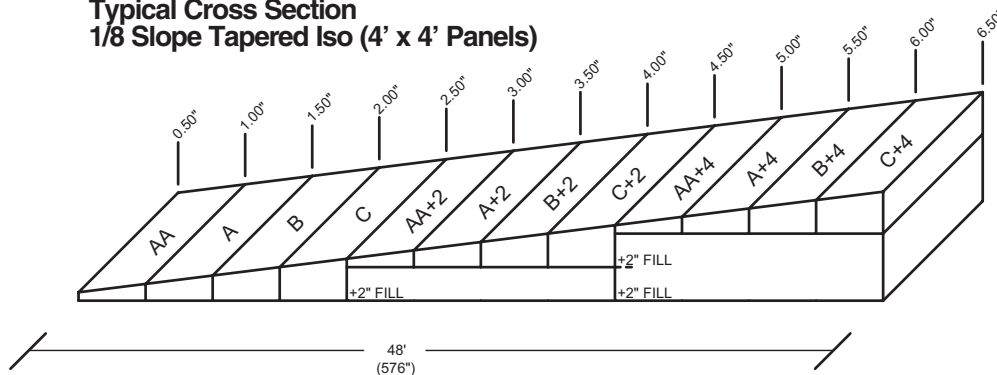 Typical Cross Section
1/8 Slope Tapered Iso (4’ x 4’ Panels)
0.50"
1.00"
1.50"
2.00"
2.50"
3.00"
3.50"
4.00"
4.50"
5.00"
5.50"
6.00"
6.50"
AA
A
B
C
AA+2
A+2
B+2
C+2
AA+4
A+4
B+4
C+4
+2" FILL
+2" FILL
+2" FILL
48'
(576")